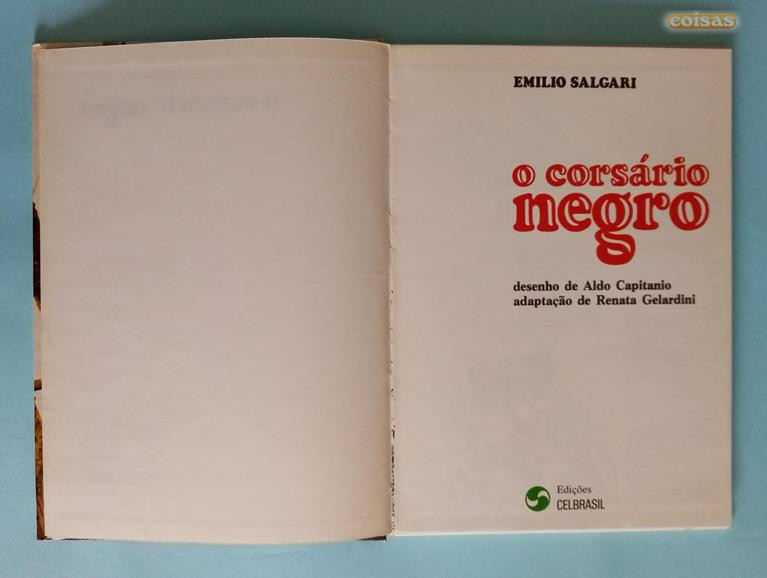 coisas
EMILIO SALGARI
o corsário
negro
desenho de Aldo Capitanio
adaptação de Renata Gelardini
Edições
CELBRASIL